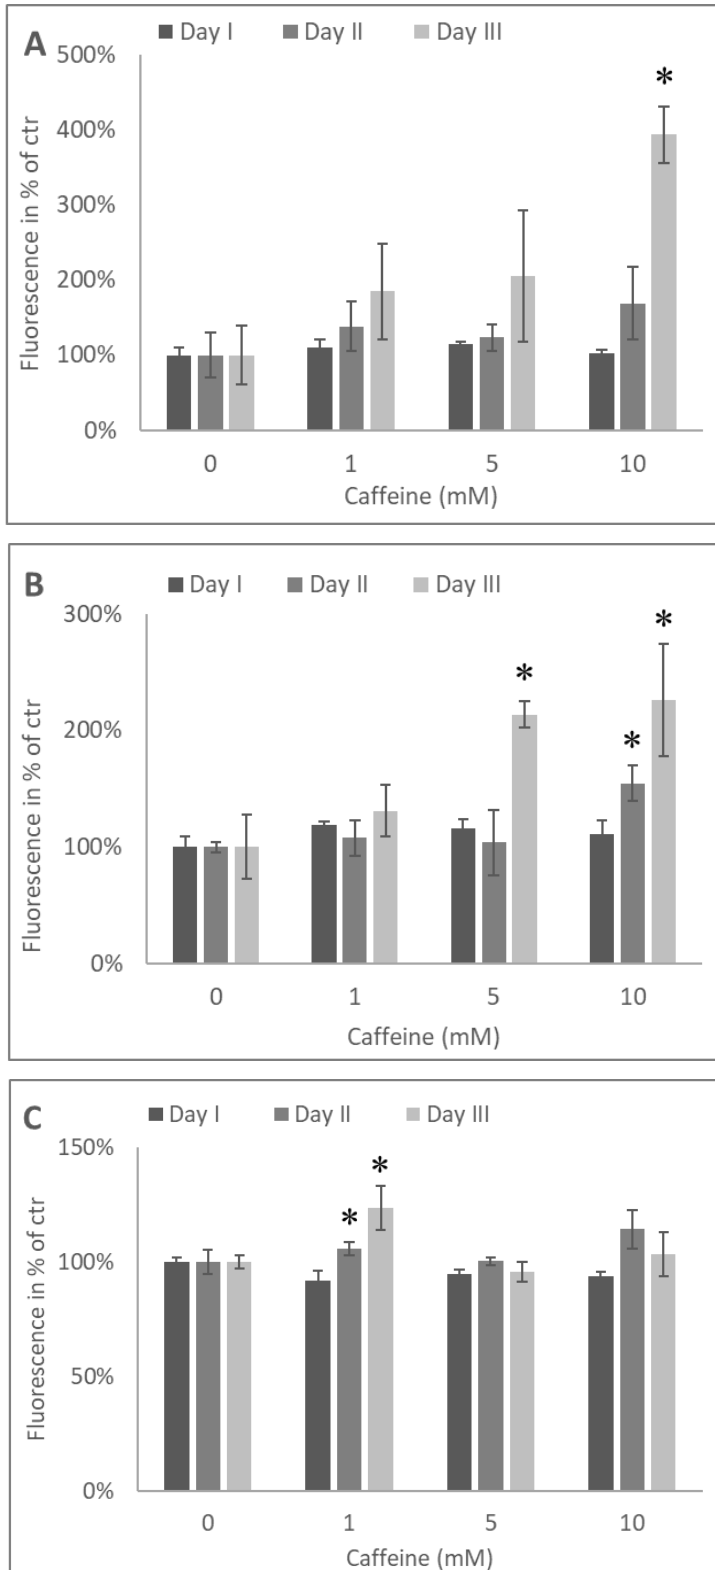 A
Day I Day II Day III
500%
*
400%
300%
200%
100%
0%
Fluorescence in % of ctr
0 1 5 10
Caffeine (mM)
B
Day I Day II Day III
300%
*
*
200%
*
100%
0%
Fluorescence in % of ctr
0 1 5 10
Caffeine (mM)
C
Day I Day II Day III
150%
*
*
100%
50%
0%
Fluorescence in % of ctr
0 1 5 10
Caffeine (mM)